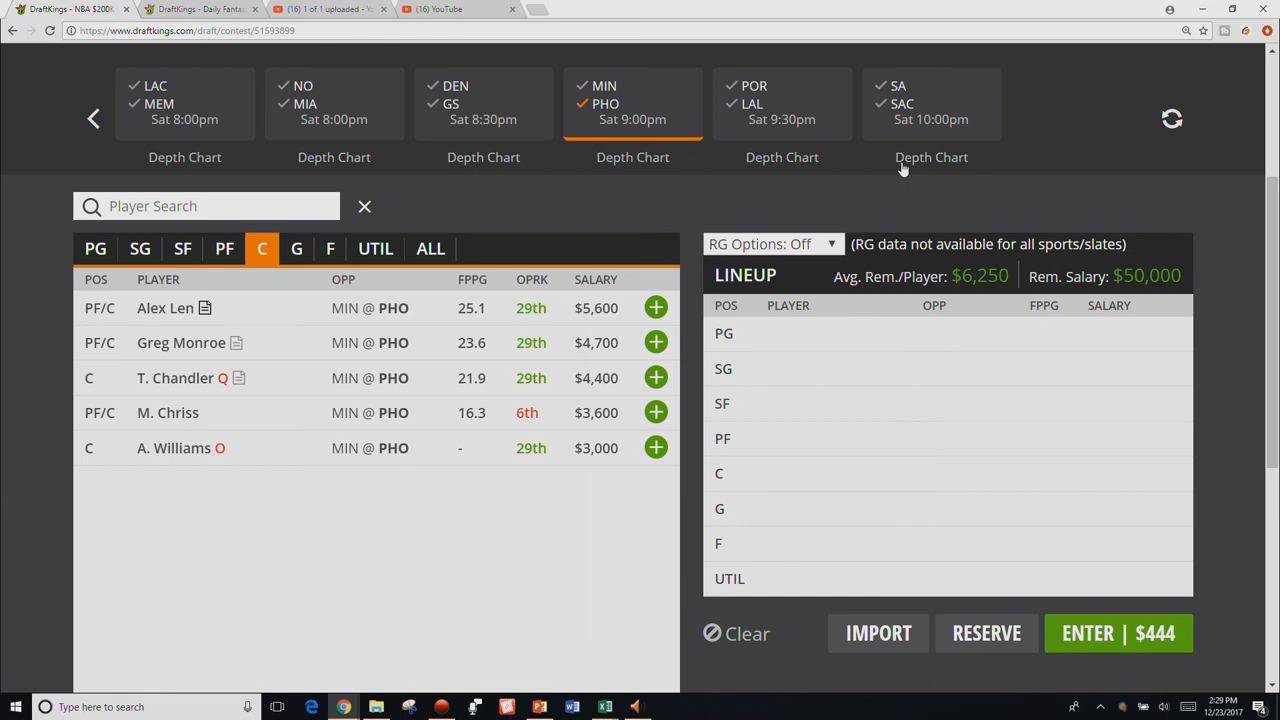 DraftKings - NBA $200K
DraftKings - Daily Fantas
(16) 1 of 1 uploaded - Yo
(16) YouTube
https://www.draftkings.com/draft/contest/51593899
LAC
MEM
Sat 8:00pm
Depth Chart
NO
MIA
Sat 8:00pm
Depth Chart
DEN
GS
Sat 8:30pm
Depth Chart
MIN
PHO
Sat 9:00pm
Depth Chart
POR
LAL
Sat 9:30pm
Depth Chart
SA
SAC
Sat 10:00pm
Depth Chart
Player Search
PG SG SF PF C G F UTIL ALL
POS PLAYER OPP FPPG OPRK SALARY
PF/C Alex Len MIN @ PHO 25.1 29th $5,600
PF/C Greg Monroe MIN @ PHO 23.6 29th $4,700
C T. Chandler Q MIN @ PHO 21.9 29th $4,400
PF/C M. Chriss MIN @ PHO 16.3 6th $3,600
C A. Williams O MIN @ PHO - 29th $3,000
RG Options: Off (RG data not available for all sports/slates)
LINEUP Avg. Rem./Player: $6,250 Rem. Salary: $50,000
POS PLAYER OPP FPPG SALARY
PG
SG
SF
PF
C
G
F
UTIL
Clear IMPORT RESERVE ENTER | $444
Type here to search
2:29 PM
12/23/2017
4